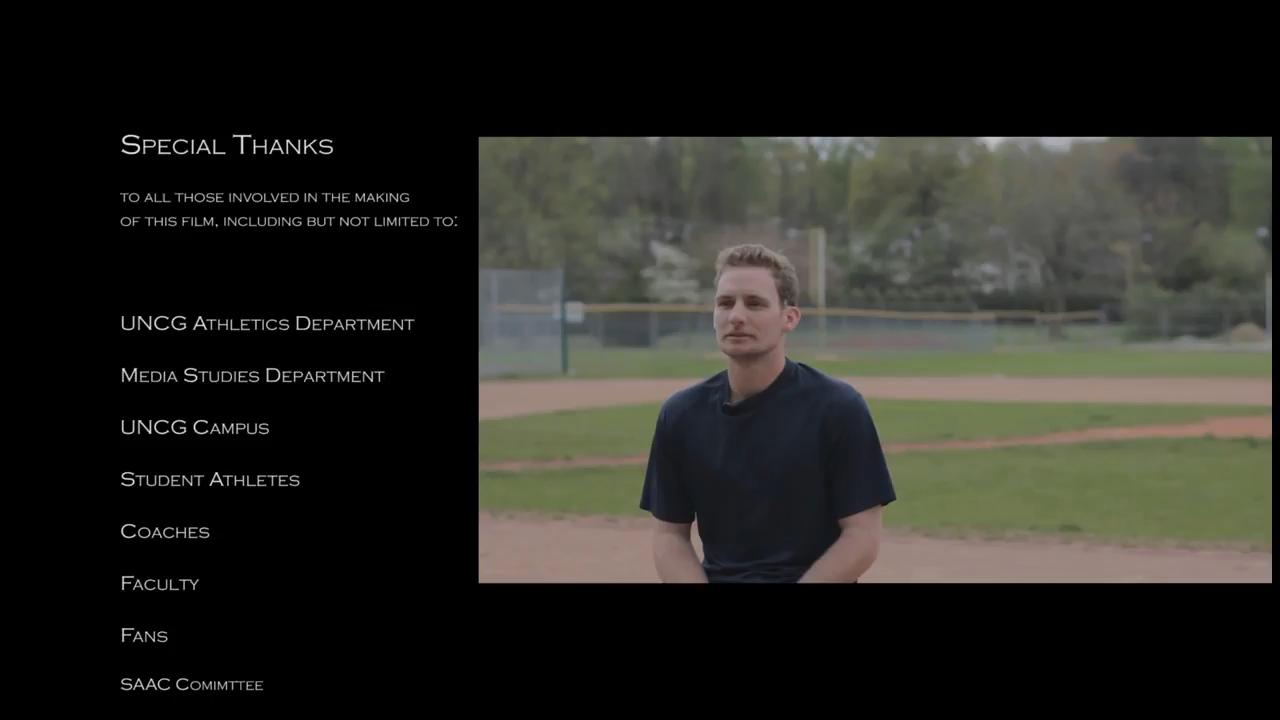 Special Thanks
to all those involved in the making
of this film, including but not limited to:
UNCG Athletics Department
Media Studies Department
UNCG Campus
Student Athletes
Coaches
Faculty
Fans
SAAC Comimttee